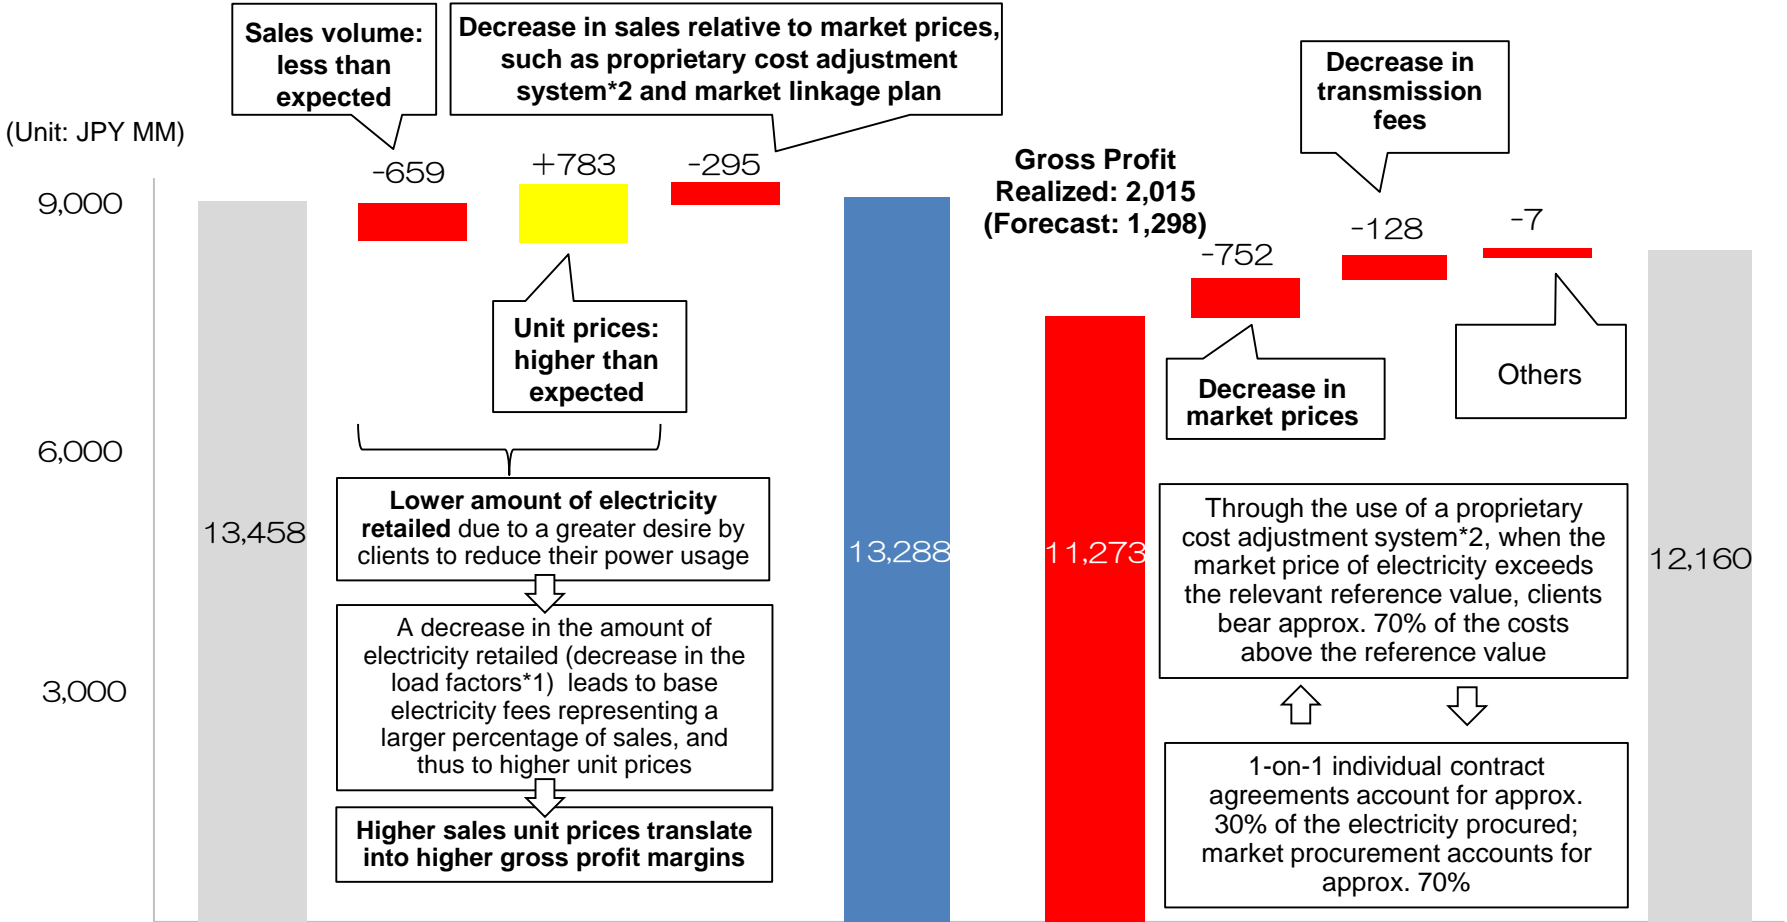 (Unit: JPY MM)
9,000
6,000
3,000
13,458
Sales volume:
less than
expected
-659
+783
Unit prices:
higher than
expected
Decrease in sales relative to market prices,
such as proprietary cost adjustment
system*2 and market linkage plan
-295
Lower amount of electricity
retailed due to a greater desire by
clients to reduce their power usage
A decrease in the amount of
electricity retailed (decrease in the
load factors*1) leads to base
electricity fees representing a
larger percentage of sales, and
thus to higher unit prices
Higher sales unit prices translate
into higher gross profit margins
13,288
Gross Profit
Realized: 2,015
(Forecast: 1,298)
11,273
-752
Decrease in
market prices
Decrease in
transmission
fees
-128
-7
Others
Through the use of a proprietary
cost adjustment system*2, when the
market price of electricity exceeds
the relevant reference value, clients
bear approx. 70% of the costs
above the reference value
1-on-1 individual contract
agreements account for approx.
30% of the electricity procured;
market procurement accounts for
approx. 70%
12,160